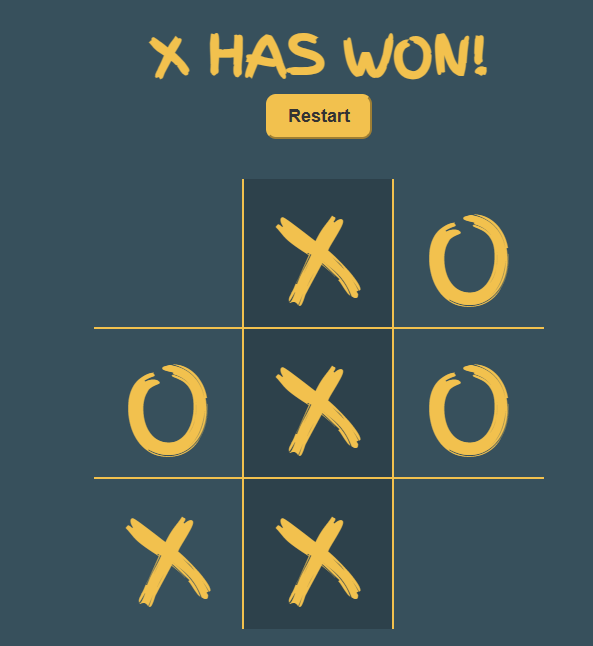 X HAS WON!
Restart
X O
O X O
X X